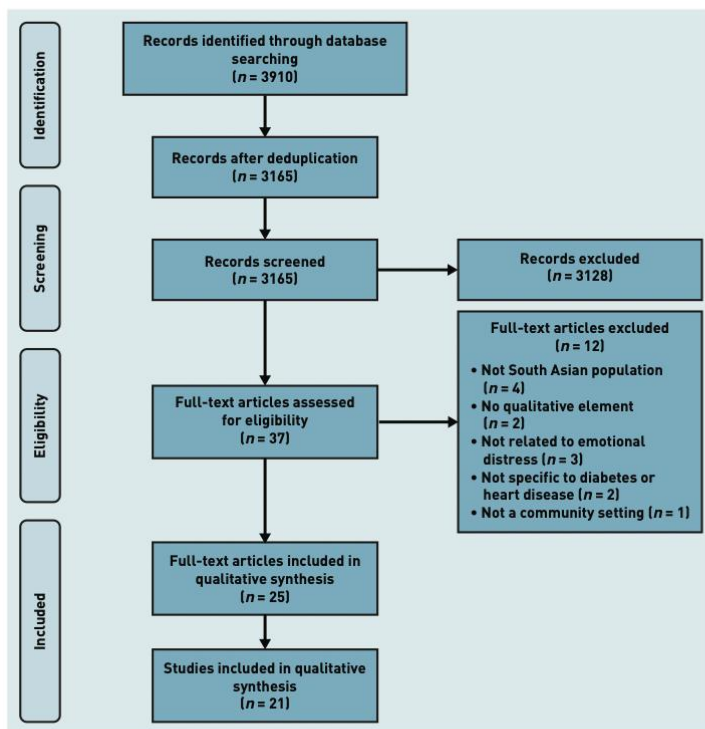 Identification
Records identified through database
searching
(n = 3910)
Records after deduplication
(n = 3165)
Screening
Records screened
(n = 3165)
Records excluded
(n = 3128)
Eligibility
Full-text articles assessed
for eligibility
(n = 37)
Full-text articles excluded
(n = 12)
• Not South Asian population
(n = 4)
• No qualitative element
(n = 2)
• Not related to emotional
distress (n = 3)
• Not specific to diabetes or
heart disease (n = 2)
• Not a community setting (n = 1)
Included
Full-text articles included in
qualitative synthesis
(n = 25)
Studies included in qualitative
synthesis
(n = 21)